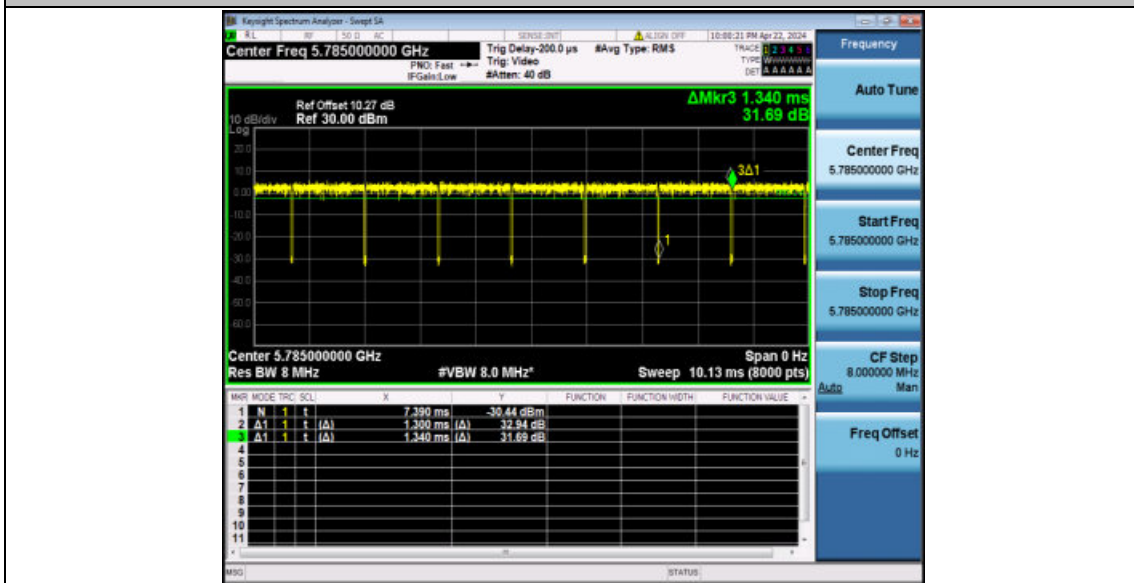 Keysight Spectrum Analyzer - Swept SA
RL RF 50 Ω AC SENSE:INT ALIGN OFF 10:00:21 PM Apr 22, 2024
Center Freq 5.785000000 GHz
PNO: Fast
IFGain:Low
Trig Delay-200.0 µs
Trig: Video
#Atten: 40 dB
#Avg Type: RMS
TRACE 1 2 3 4 5 6
TYPE WWWWWW
DET A A A A A A
Frequency
Auto Tune
Center Freq
5.785000000 GHz
Start Freq
5.785000000 GHz
Stop Freq
5.785000000 GHz
CF Step
8.000000 MHz
Auto Man
Freq Offset
0 Hz
ΔMkr3 1.340 ms
31.69 dB
Ref Offset 10.27 dB
10 dB/div Ref 30.00 dBm
Log
20.0
10.0
0.00
-10.0
-20.0
-30.0
-40.0
-50.0
-60.0
3Δ1
1
Center 5.785000000 GHz Span 0 Hz
Res BW 8 MHz #VBW 8.0 MHz* Sweep 10.13 ms (8000 pts)
MKR MODE TRC SCL X Y FUNCTION FUNCTION WIDTH FUNCTION VALUE
1 N 1 t 7.390 ms -30.44 dBm
2 Δ1 1 t (Δ) 1.300 ms (Δ) 32.94 dB
3 Δ1 1 t (Δ) 1.340 ms (Δ) 31.69 dB
4
5
6
7
8
9
10
11
MSG STATUS